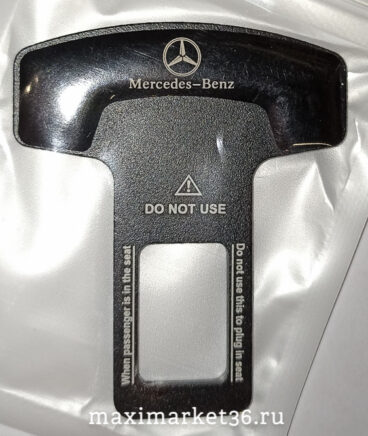 Mercedes-Benz
DO NOT USE
When passenger is in the seat
Do not use this to plug in seat
maximarket36.ru